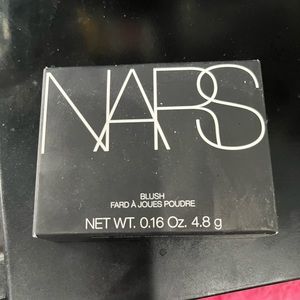 NARS
BLUSH
FARD À JOUES POUDRE
NET WT. 0.16 Oz. 4.8 g